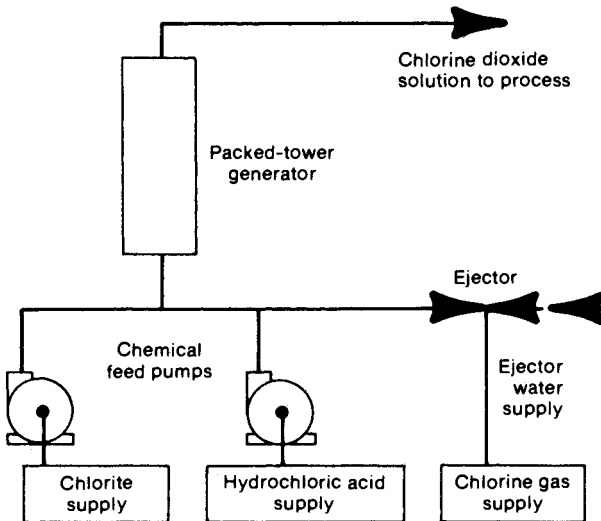 Chlorine dioxide
solution to process
Packed-tower
generator
Ejector
Chemical
feed pumps
Ejector
water
supply
Chlorite
supply
Hydrochloric acid
supply
Chlorine gas
supply